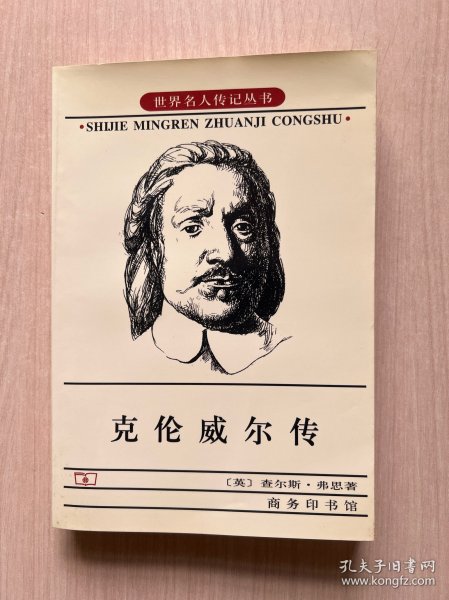 世界名人传记丛书
•SHIJIE MINGREN ZHUANJI CONGSHU•
克伦威尔传
〔英〕查尔斯·弗思著
商务印书馆
孔夫子旧书网
www.kongfz.com